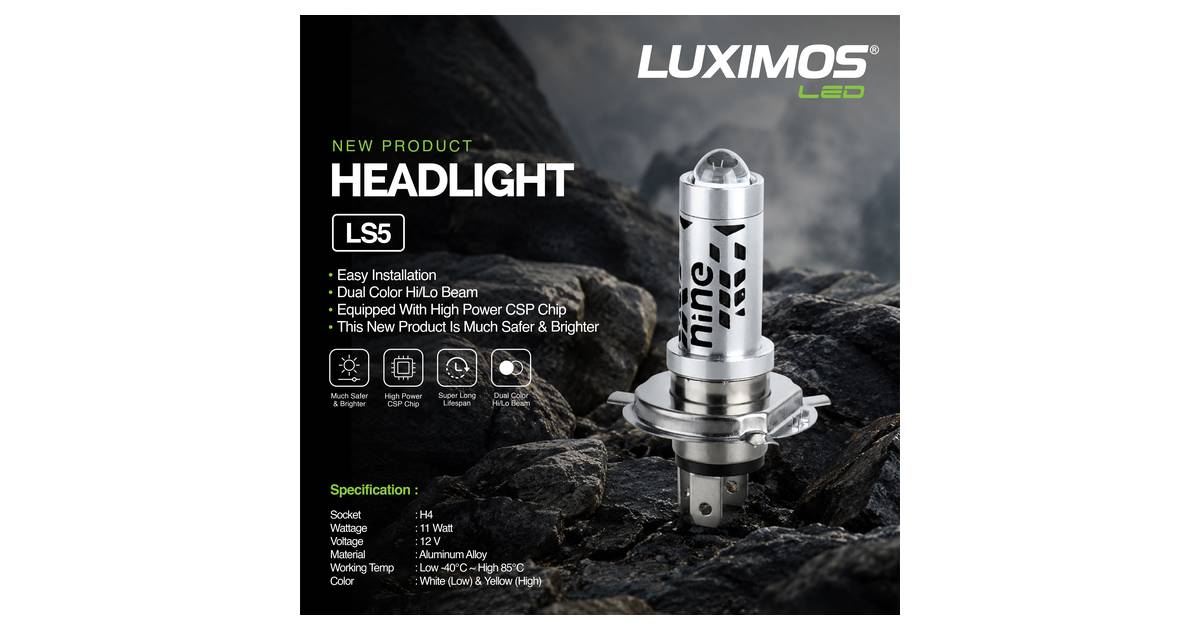 LUXIMOS®
LED
NEW PRODUCT
HEADLIGHT
LS5
• Easy Installation
• Dual Color Hi/Lo Beam
• Equipped With High Power CSP Chip
• This New Product Is Much Safer & Brighter
Much Safer
& Brighter
High Power
CSP Chip
Super Long
Lifespan
Dual Color
Hi/Lo Beam
nine
Specification :
Socket : H4
Wattage : 11 Watt
Voltage : 12 V
Material : Aluminum Alloy
Working Temp : Low -40°C ~ High 85°C
Color : White (Low) & Yellow (High)